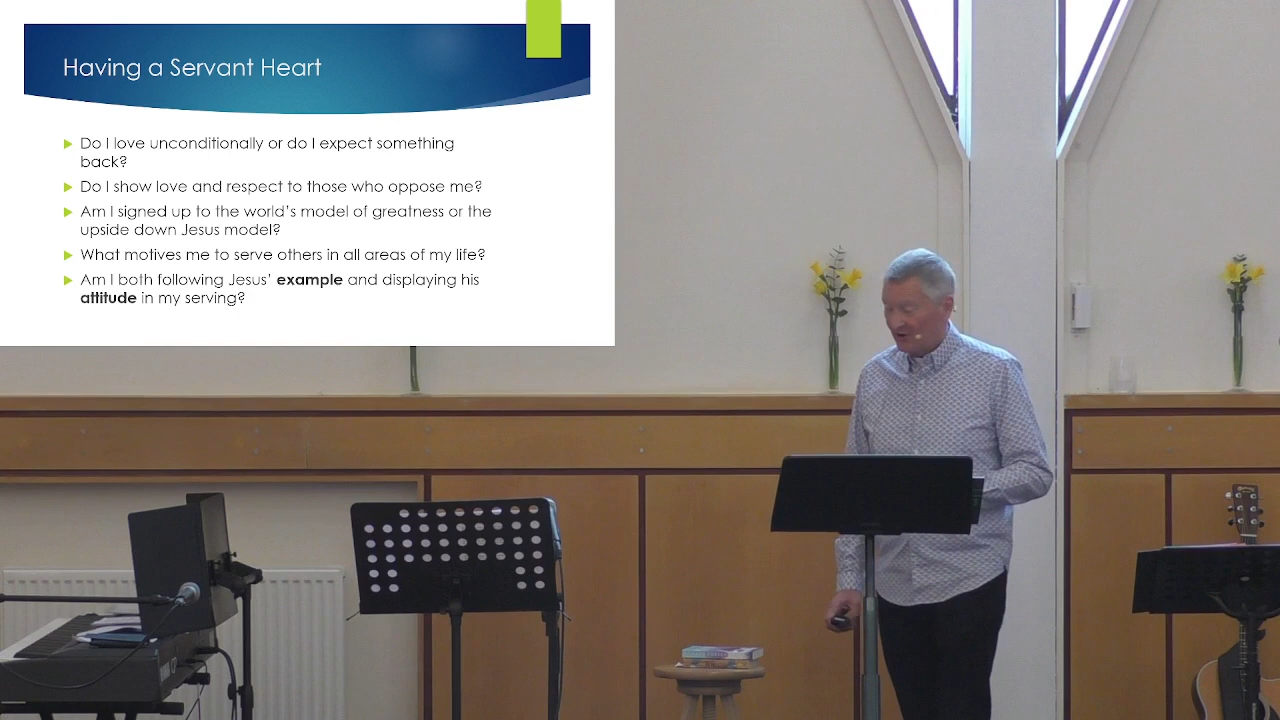 Having a Servant Heart
Do I love unconditionally or do I expect something
back?
Do I show love and respect to those who oppose me?
Am I signed up to the world's model of greatness or the
upside down Jesus model?
What motives me to serve others in all areas of my life?
Am I both following Jesus' example and displaying his
attitude in my serving?